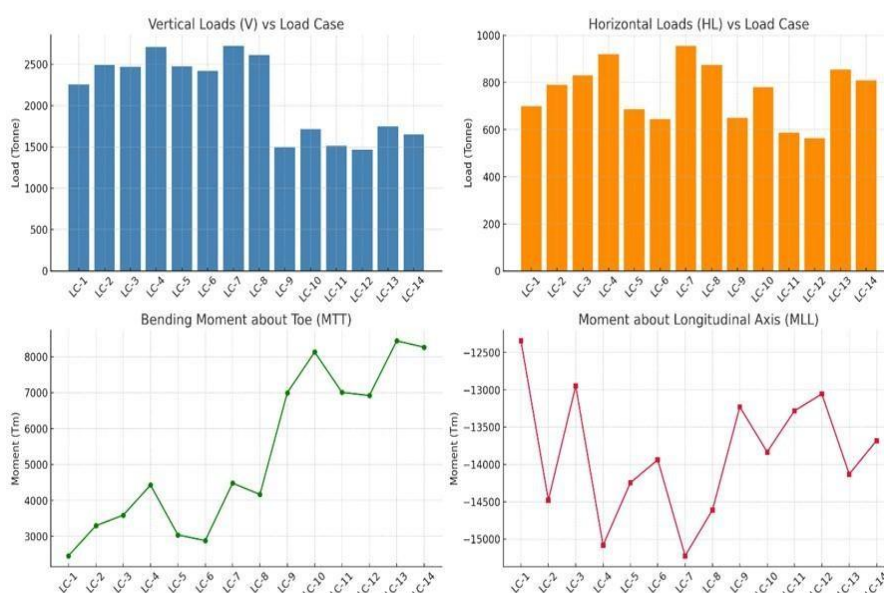 Vertical Loads (V) vs Load Case
Load (Tonne)
2500
2000
1500
1000
500
0
LC-1 LC-2 LC-3 LC-4 LC-5 LC-6 LC-7 LC-8 LC-9 LC-10 LC-11 LC-12 LC-13 LC-14
Horizontal Loads (HL) vs Load Case
Load (Tonne)
1000
800
600
400
200
0
LC-1 LC-2 LC-3 LC-4 LC-5 LC-6 LC-7 LC-8 LC-9 LC-10 LC-11 LC-12 LC-13 LC-14
Bending Moment about Toe (MTT)
Moment (Tm)
8000
7000
6000
5000
4000
3000
LC-1 LC-2 LC-3 LC-4 LC-5 LC-6 LC-7 LC-8 LC-9 LC-10 LC-11 LC-12 LC-13 LC-14
Moment about Longitudinal Axis (MLL)
Moment (Tm)
−12500
−13000
−13500
−14000
−14500
−15000
LC-1 LC-2 LC-3 LC-4 LC-5 LC-6 LC-7 LC-8 LC-9 LC-10 LC-11 LC-12 LC-13 LC-14